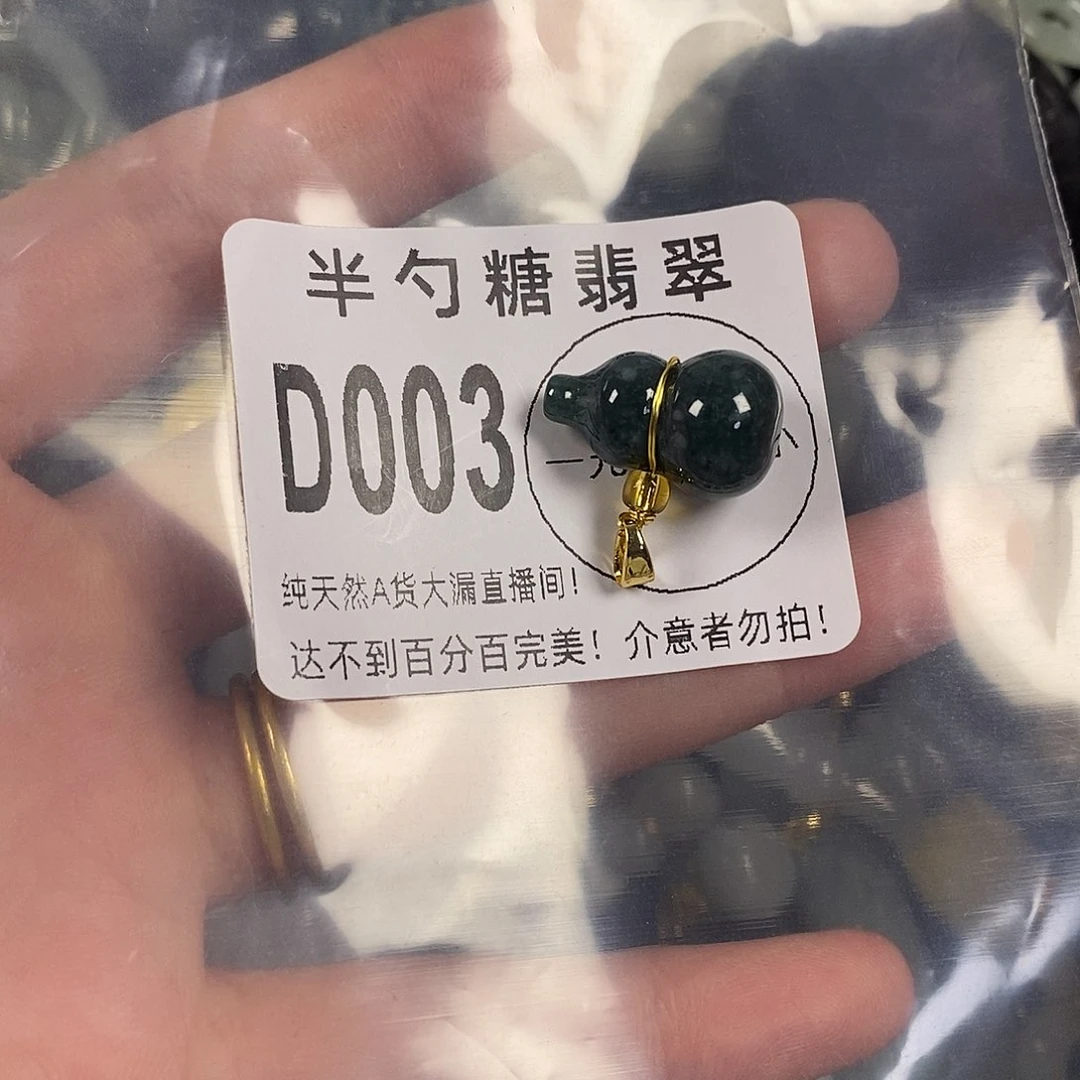 半勺糖翡翠
D003
纯天然A货大漏直播间！
达不到百分百完美！介意者勿拍！